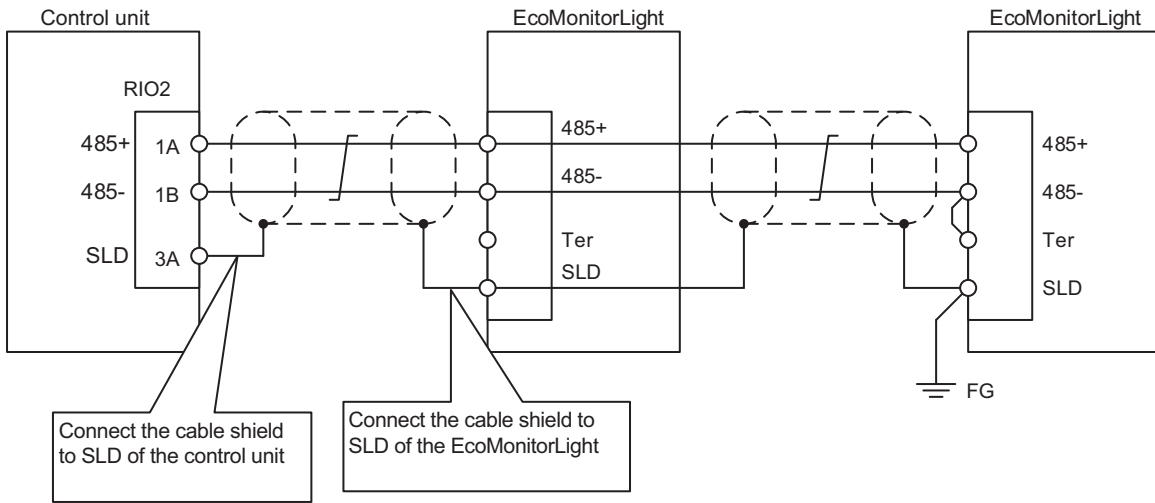 Control unit
EcoMonitorLight
EcoMonitorLight
RIO2
485+ 1A
485- 1B
SLD 3A
485+
485-
Ter
SLD
485+
485-
Ter
SLD
FG
Connect the cable shield
to SLD of the control unit
Connect the cable shield to
SLD of the EcoMonitorLight